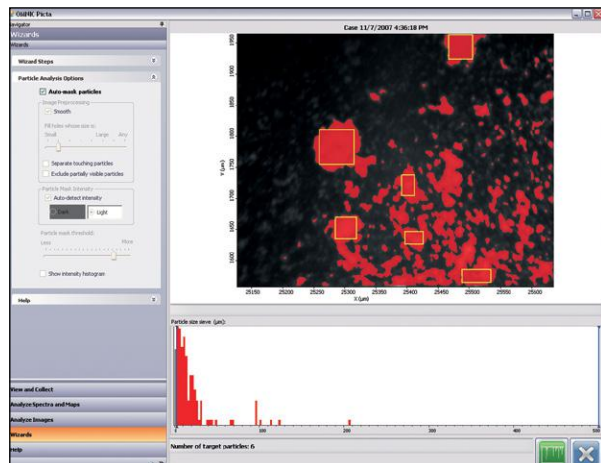 OMNIC Picta
Navigator
Wizards
Wizards
Wizard Steps
Particle Analysis Options
Auto-mask particles
Image Preprocessing
Smooth
Fill holes whose size is:
Small Large Any
Separate touching particles
Exclude partially visible particles
Particle Mask Intensity
Auto-detect intensity
Dark Light
Particle mask threshold:
Less More
Show intensity histogram
Help
View and Collect
Analyze Spectra and Maps
Analyze Images
Wizards
Help
Case 11/7/2007 4:36:18 PM
1950
1900
1850
1800
1750
1700
1650
1600
Y (µm)
25150 25200 25250 25300 25350 25400 25450 25500 25550 25600
X (µm)
Particle size sieve (µm):
0 100 200 300 400 500
Number of target particles: 6